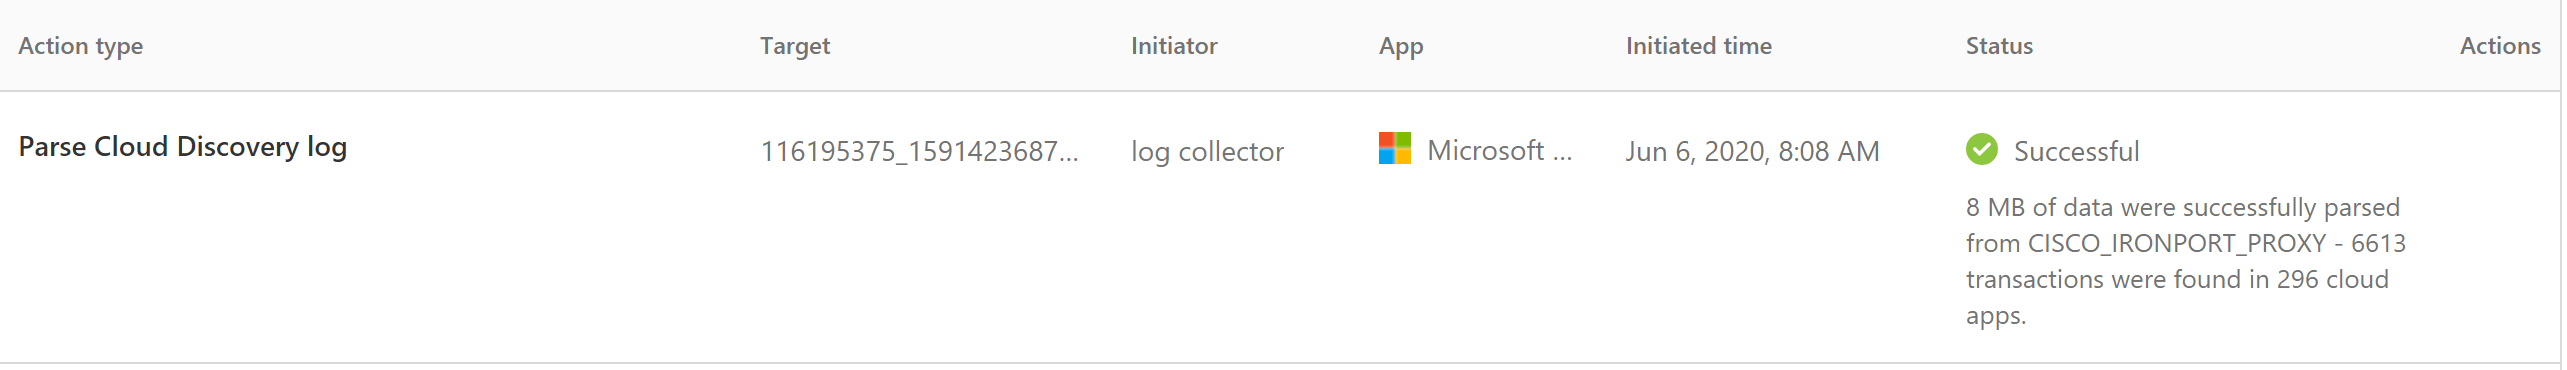 Action type Target Initiator App Initiated time Status Actions
Parse Cloud Discovery log 116195375_1591423687... log collector Microsoft ... Jun 6, 2020, 8:08 AM Successful
8 MB of data were successfully parsed
from CISCO_IRONPORT_PROXY - 6613
transactions were found in 296 cloud
apps.